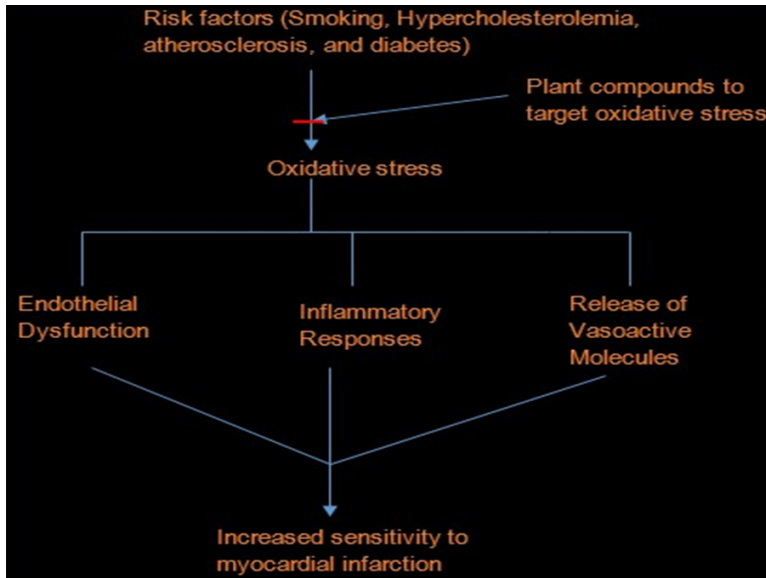 Risk factors (Smoking, Hypercholesterolemia,
atherosclerosis, and diabetes)
Plant compounds to
target oxidative stress
Oxidative stress
Endothelial
Dysfunction
Inflammatory
Responses
Release of
Vasoactive
Molecules
Increased sensitivity to
myocardial infarction